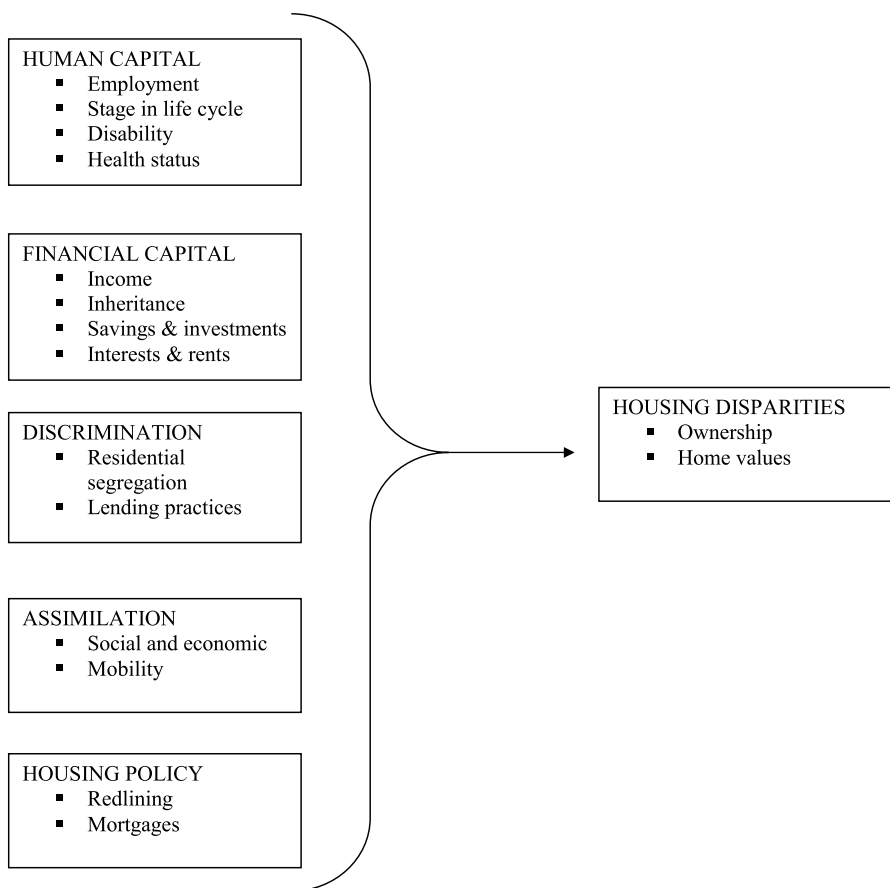 HUMAN CAPITAL
▪ Employment
▪ Stage in life cycle
▪ Disability
▪ Health status
FINANCIAL CAPITAL
▪ Income
▪ Inheritance
▪ Savings & investments
▪ Interests & rents
DISCRIMINATION
▪ Residential
segregation
▪ Lending practices
ASSIMILATION
▪ Social and economic
▪ Mobility
HOUSING POLICY
▪ Redlining
▪ Mortgages
HOUSING DISPARITIES
▪ Ownership
▪ Home values